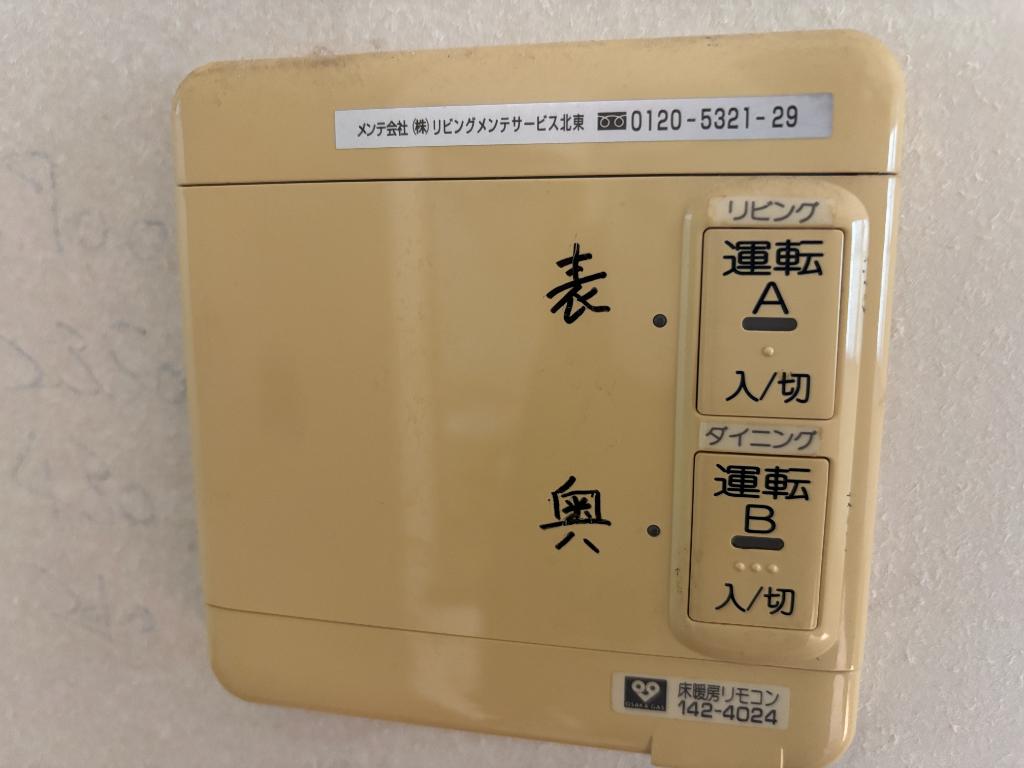 メンテ会社 (株) リビングメンテサービス北東 0120-5321-29
リビング
運転
A
入/切
表
ダイニング
運転
B
入/切
奥
OSAKA GAS
床暖房リモコン
142-4024